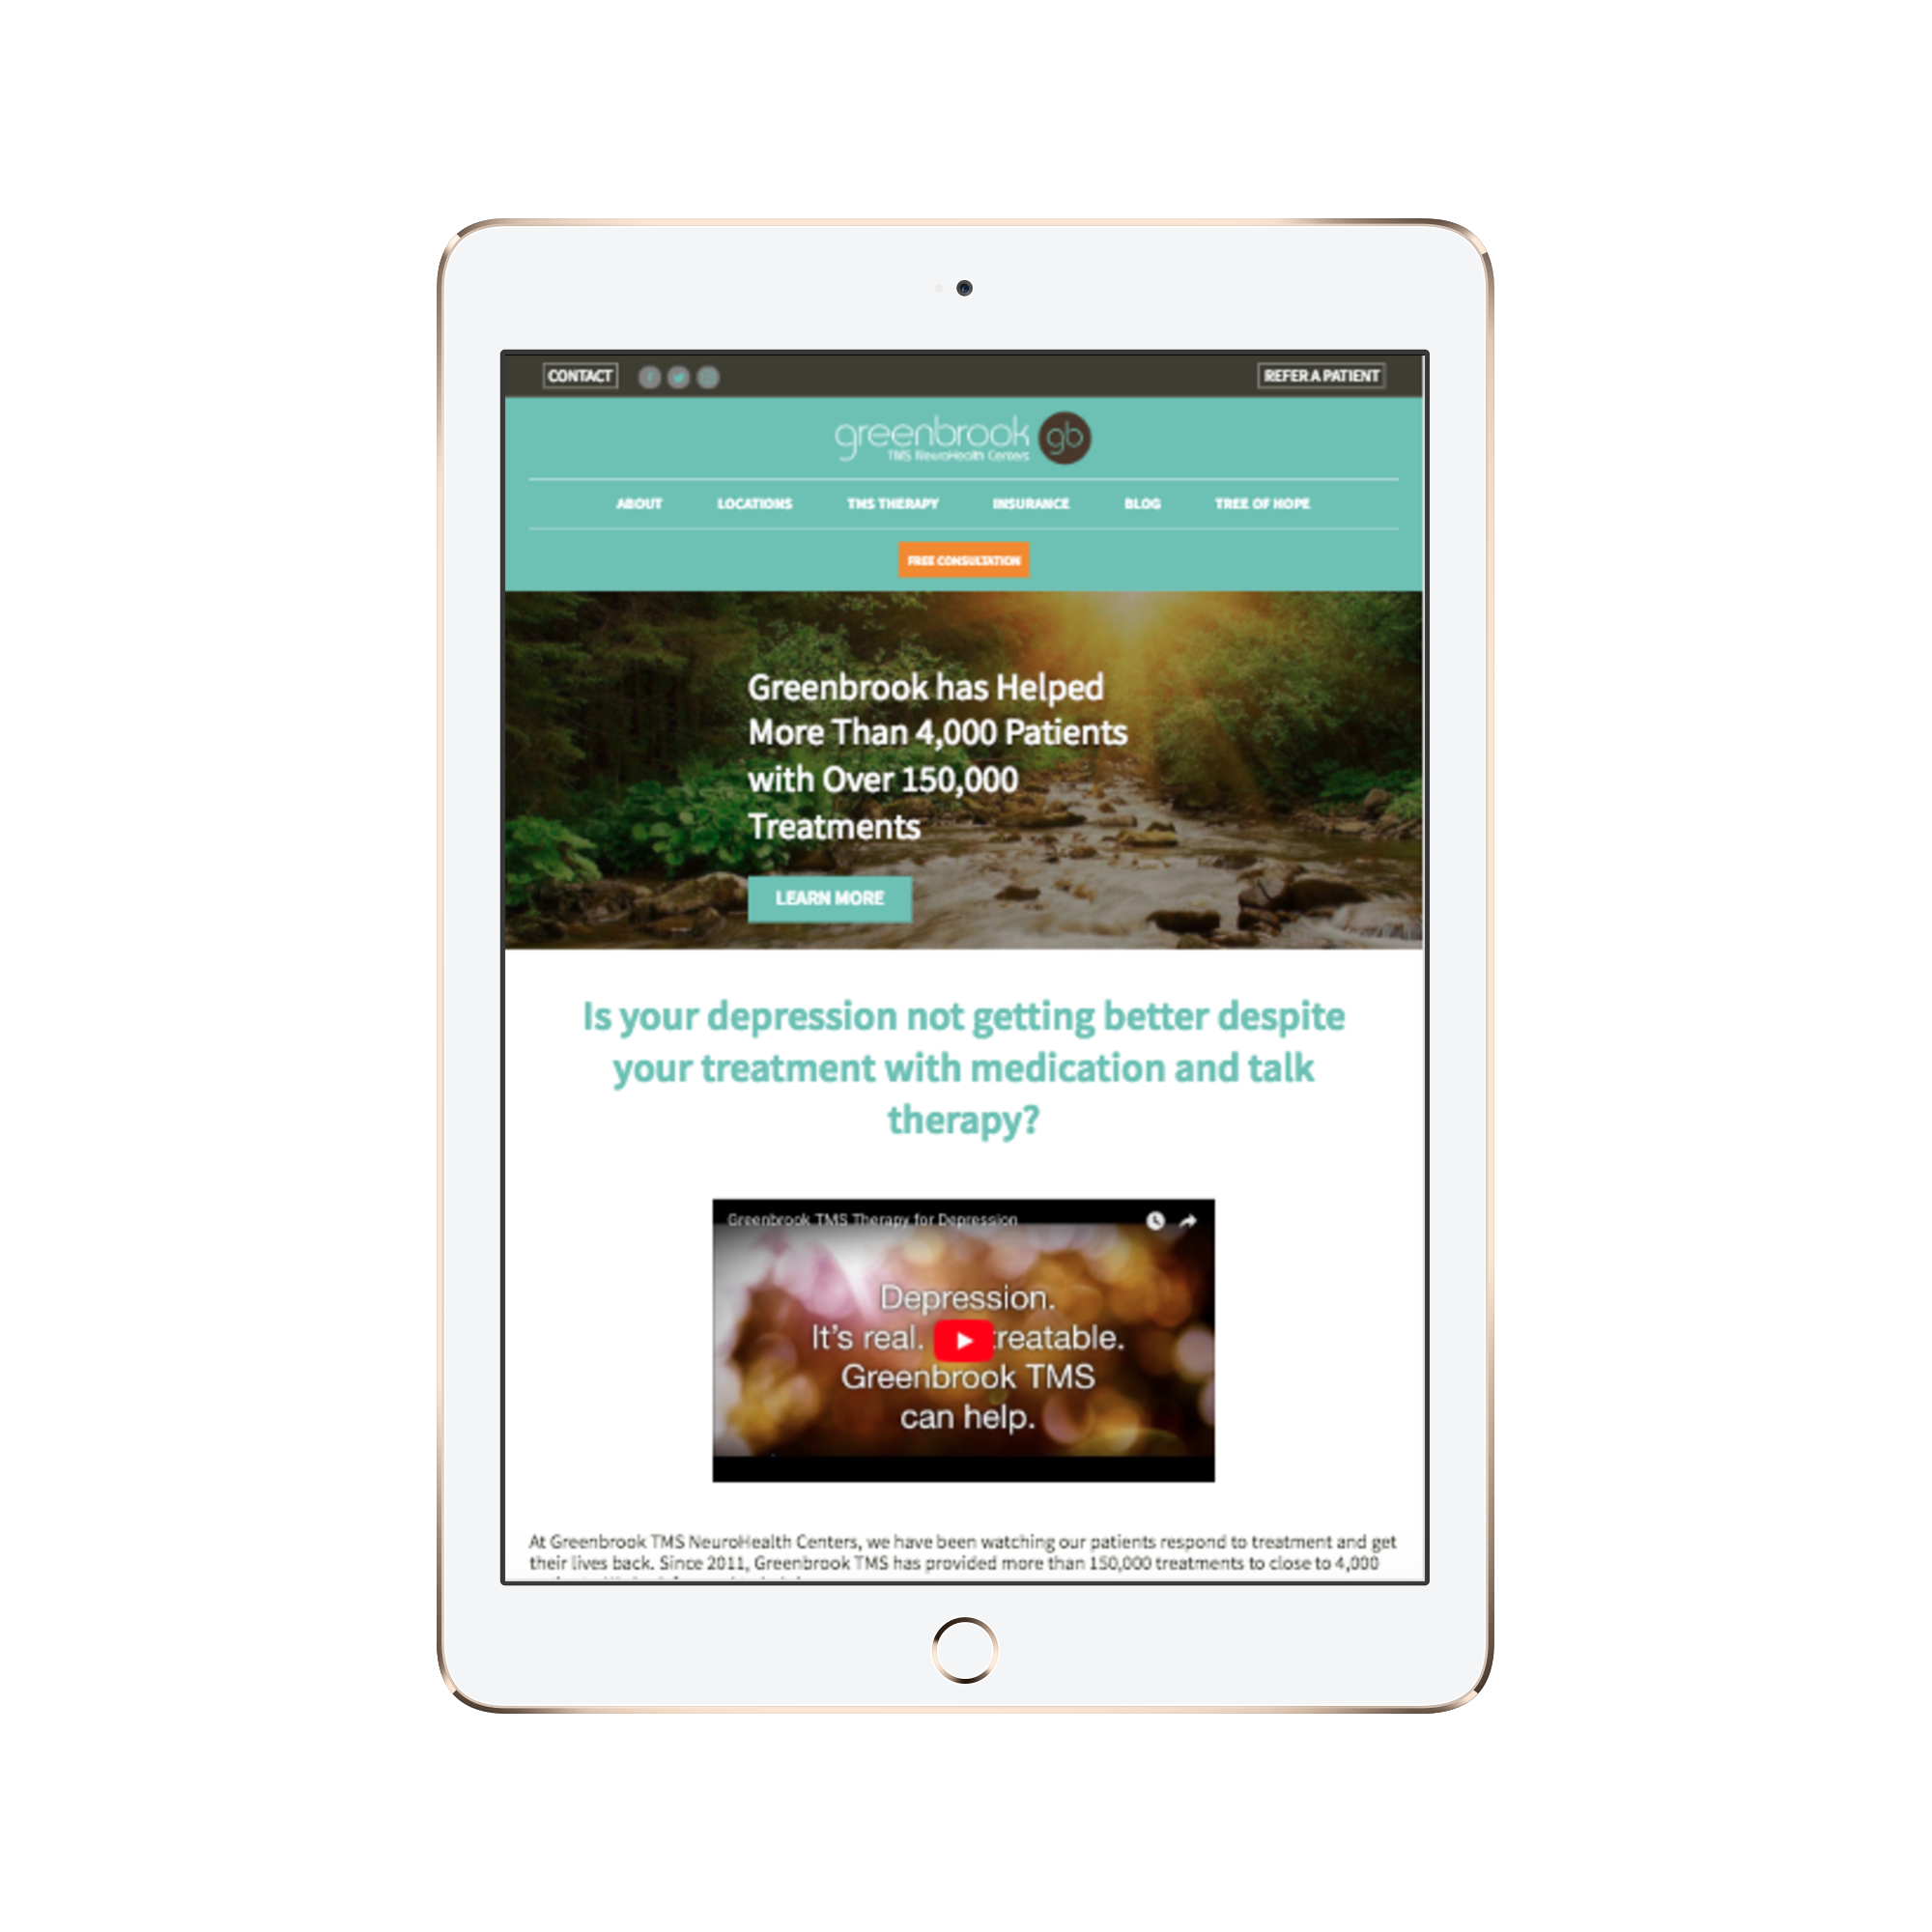 CONTACT
REFER A PATIENT
greenbrook gb
TMS NeuroHealth Centers
ABOUT LOCATIONS TMS THERAPY INSURANCE BLOG TREE OF HOPE
FREE CONSULTATION
Greenbrook has Helped
More Than 4,000 Patients
with Over 150,000
Treatments
LEARN MORE
Is your depression not getting better despite
your treatment with medication and talk
therapy?
Greenbrook TMS Therapy for Depression
Depression.
It's real. treatable.
Greenbrook TMS
can help.
At Greenbrook TMS NeuroHealth Centers, we have been watching our patients respond to treatment and get
their lives back. Since 2011, Greenbrook TMS has provided more than 150,000 treatments to close to 4,000